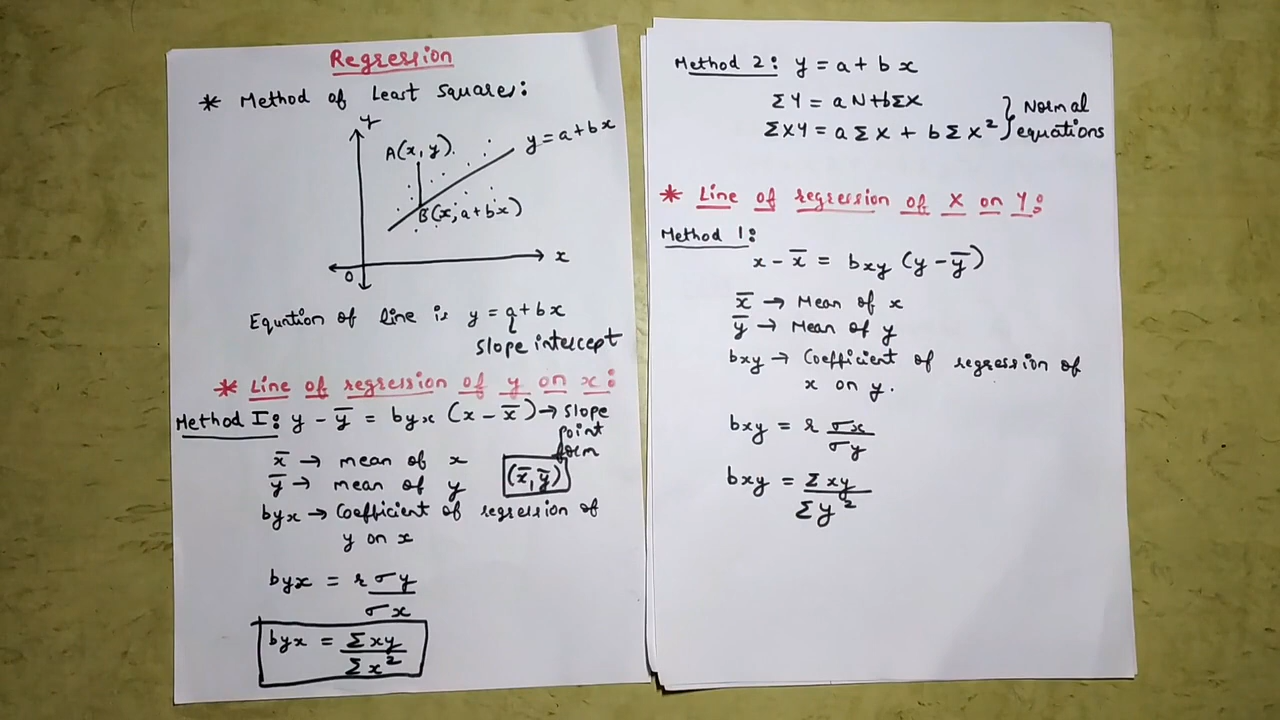 Regression
* Method of Least Squares:
Y
A(x, y)
y = a + bx
B(x, a+bx)
O
x
Equation of line is y = a + bx
slope intercept
* Line of regression of y on x:
Method I: y - ȳ = byx (x - x̄) → slope
point
form
x̄ → mean of x
(x̄, ȳ)
ȳ → mean of y
byx → Coefficient of regression of
y on x
byx = r σy / σx
byx = Σxy / Σx²
Method 2: y = a + bx
ΣY = aN + bΣX
ΣXY = aΣX + bΣX²
} Normal
equations
* Line of regression of X on Y:
Method 1:
x - x̄ = bxy (y - ȳ)
x̄ → Mean of x
ȳ → Mean of y
bxy → Coefficient of regression of
x on y.
bxy = r σx / σy
bxy = Σxy / Σy²